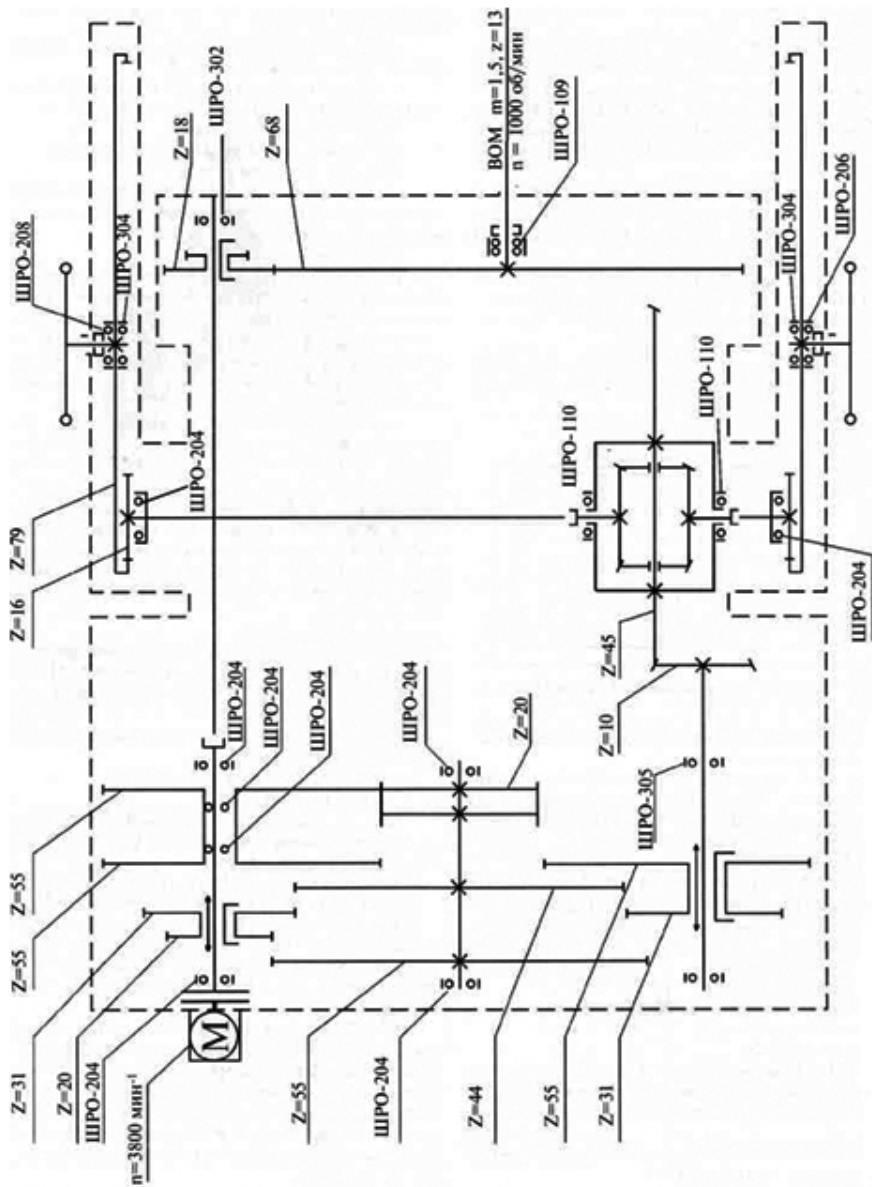 Z=31
Z=55
Z=55
Z=16
Z=79
ШРО-208
Z=20
ШРО-204
n=3800 мин⁻¹
ШРО-204
ШРО-304
Z=18
М
ШРО-302
ШРО-204
ШРО-204
Z=68
Z=55
ШРО-204
ШРО-204
ШРО-204
Z=44
ВОМ m=1,5, z=13
n = 1000 об/мин
Z=20
ШРО-109
Z=55
ШРО-110
Z=31
Z=45
Z=10
ШРО-305
ШРО-110
ШРО-304
ШРО-206
ШРО-204